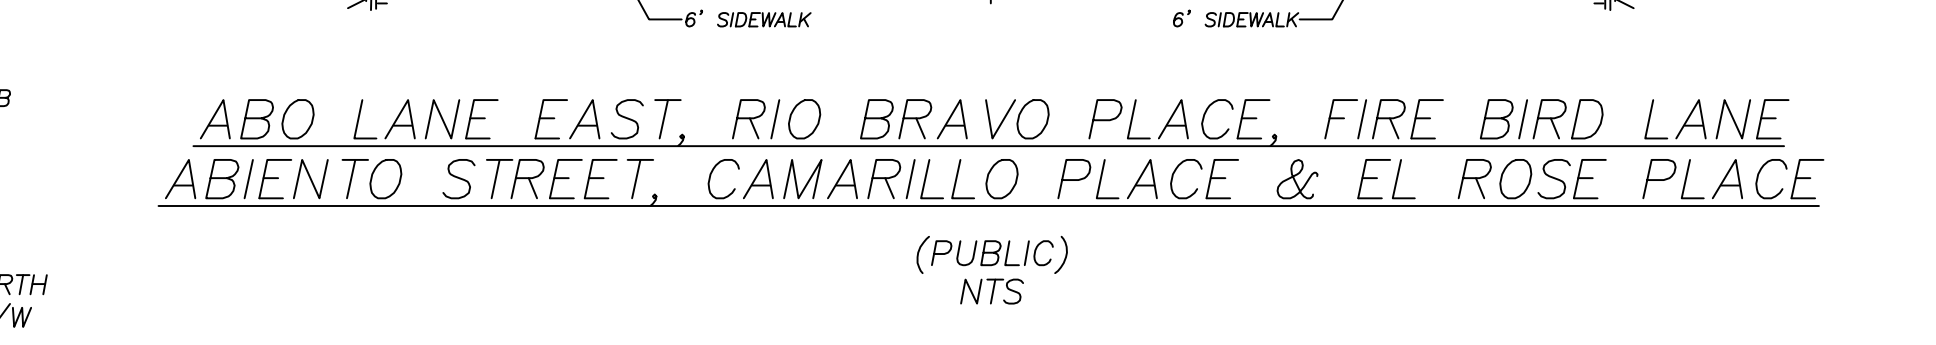 6' SIDEWALK 6' SIDEWALK
B
ABO LANE EAST, RIO BRAVO PLACE, FIRE BIRD LANE
ABIENTO STREET, CAMARILLO PLACE & EL ROSE PLACE
(PUBLIC)
NTS
RTH
/W